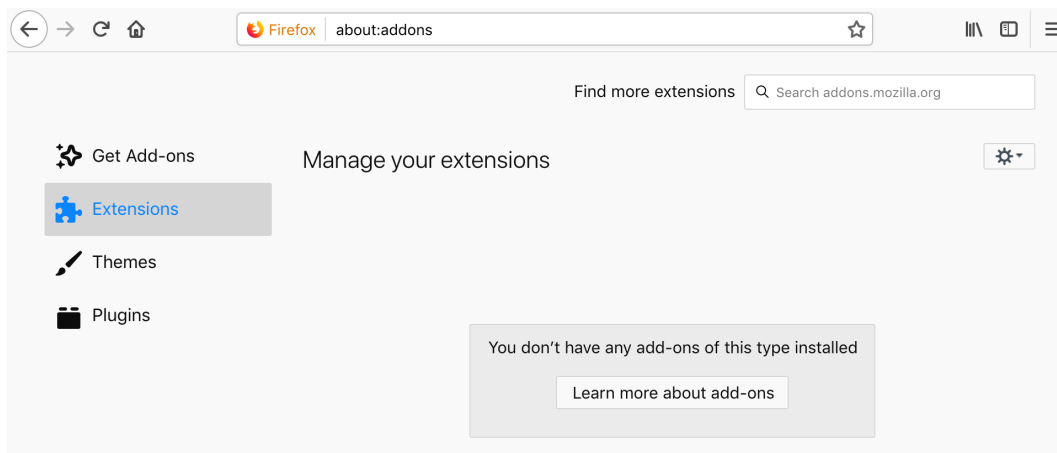 Firefox about:addons
Find more extensions Search addons.mozilla.org
Get Add-ons
Manage your extensions
Extensions
Themes
Plugins
You don’t have any add-ons of this type installed
Learn more about add-ons